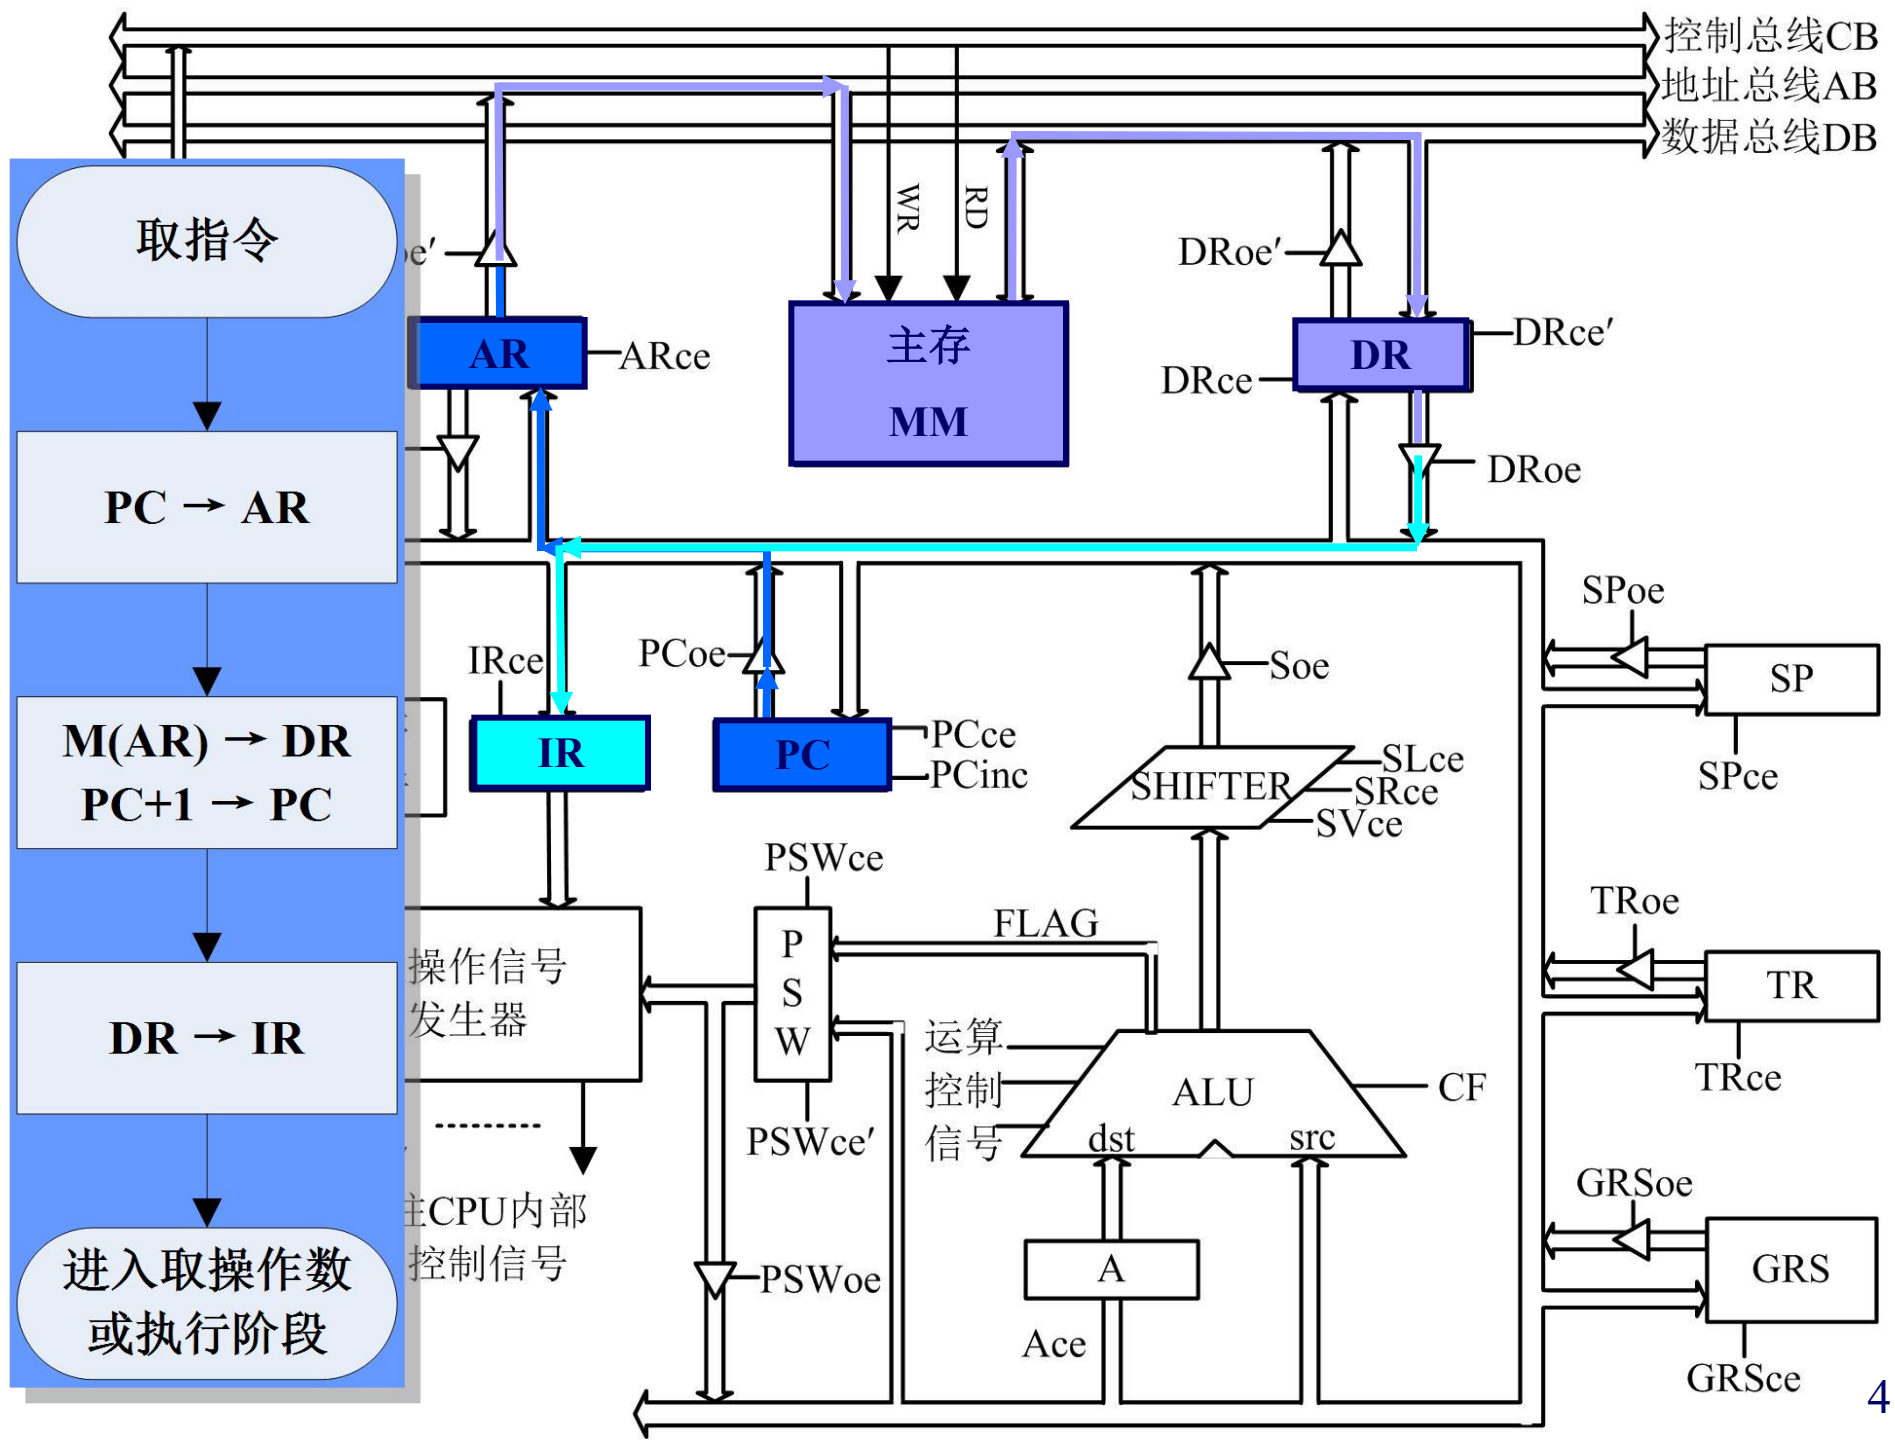 控制总线CB
地址总线AB
数据总线DB
取指令
PC → AR
M(AR) → DR
PC+1 → PC
DR → IR
进入取操作数
或执行阶段
oe′
WR
RD
DRoe′
AR
ARce
主存
MM
DR
DRce′
DRce
DRoe
IRce
PCoe
Soe
SPoe
SP
SPce
IR
PC
PCce
PCinc
SHIFTER
SLce
SRce
SVce
PSWce
FLAG
P
S
W
PSWce′
操作信号
发生器
运算
控制
信号
ALU
CF
dst
src
TRoe
TR
TRce
往CPU内部
控制信号
PSWoe
A
Ace
GRSoe
GRS
GRSce
4